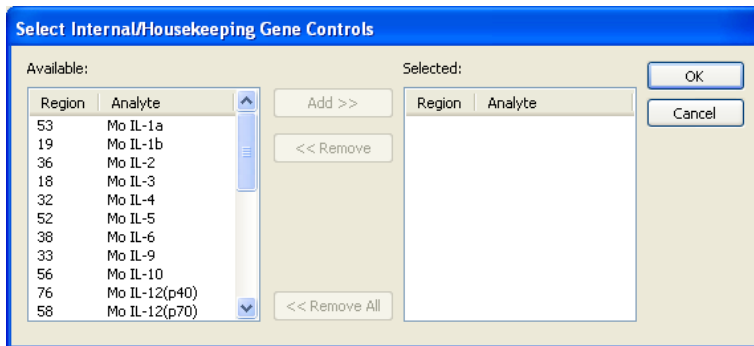 Select Internal/Housekeeping Gene Controls
Available:
Region Analyte
53 Mo IL-1a
19 Mo IL-1b
36 Mo IL-2
18 Mo IL-3
32 Mo IL-4
52 Mo IL-5
38 Mo IL-6
33 Mo IL-9
56 Mo IL-10
76 Mo IL-12(p40)
58 Mo IL-12(p70)
Add >>
<< Remove
<< Remove All
Selected:
Region Analyte
OK
Cancel